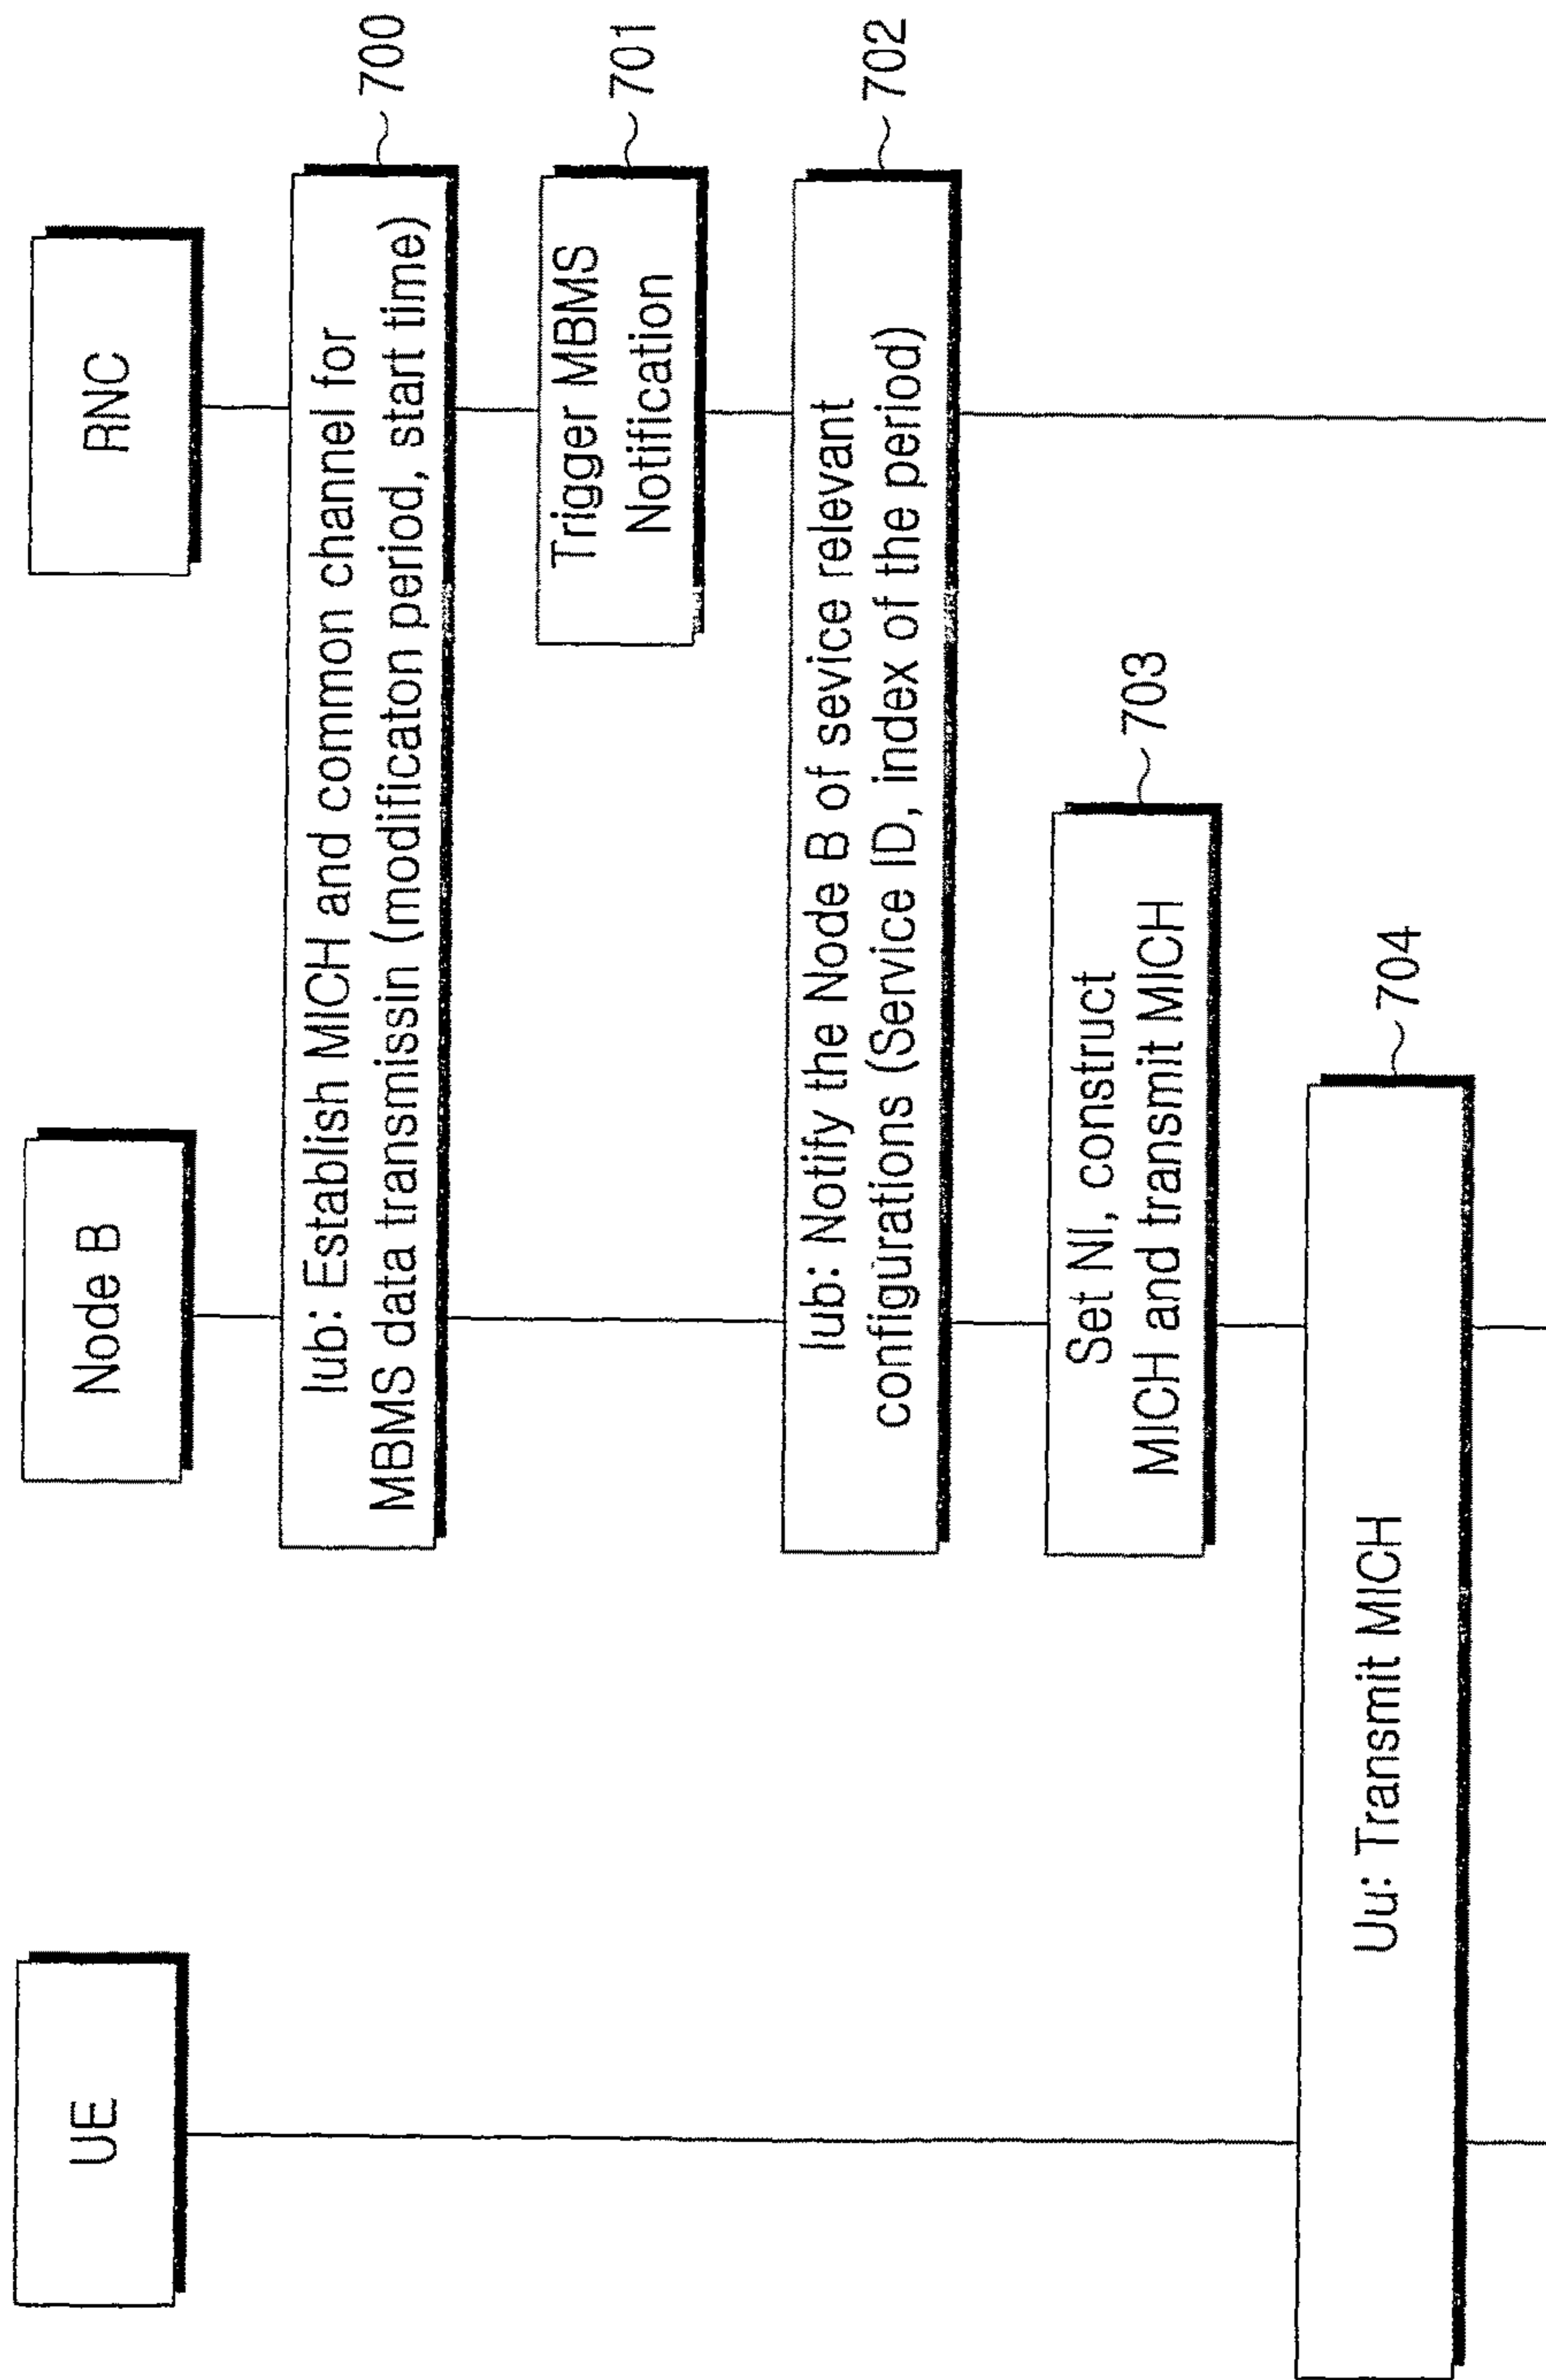 UE
Node B
RNC
Iub: Establish MICH and common channel for
MBMS data transmissin (modificaton period, start time)
700
Trigger MBMS
Notification
701
Iub: Notify the Node B of sevice relevant
configurations (Service ID, index of the period)
702
Set NI, construct
MICH and transmit MICH
703
Uu: Transmit MICH
704